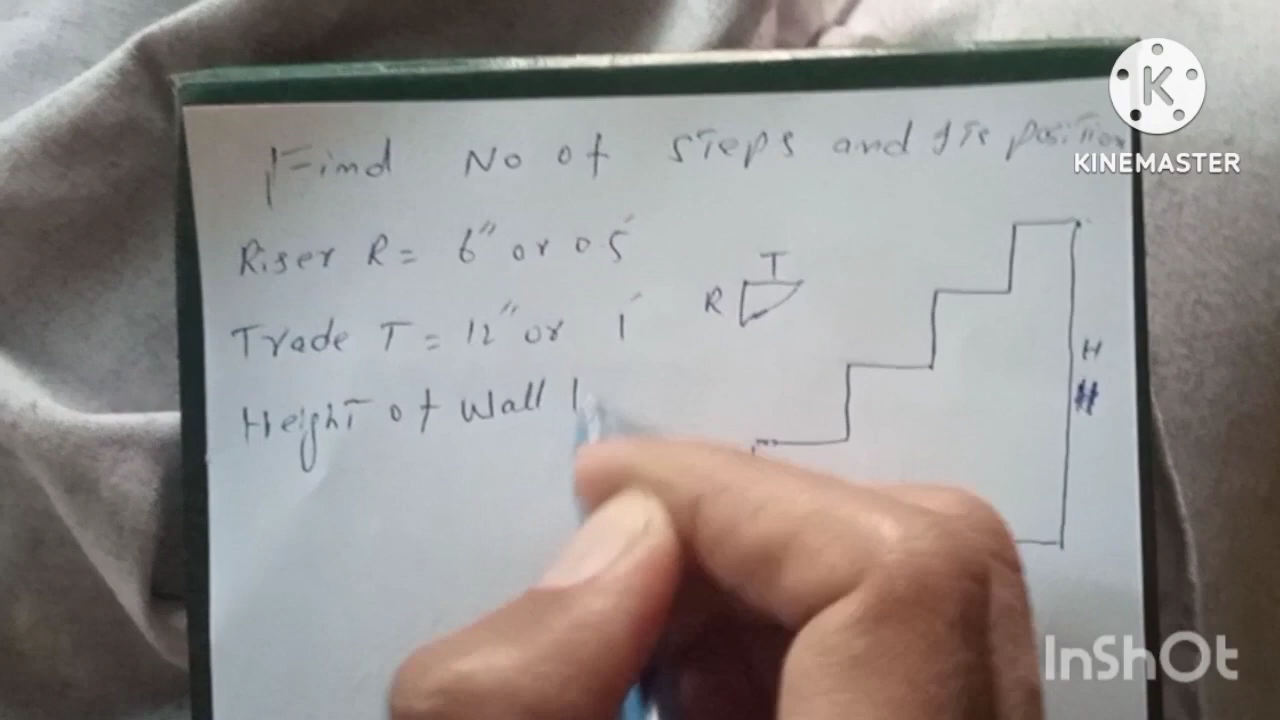 Find No of steps and its position
Riser R = 6" or 0 5'
Trade T = 12" or 1'
Height of Wall
T
R
H
H
K
KINEMASTER
InShOt